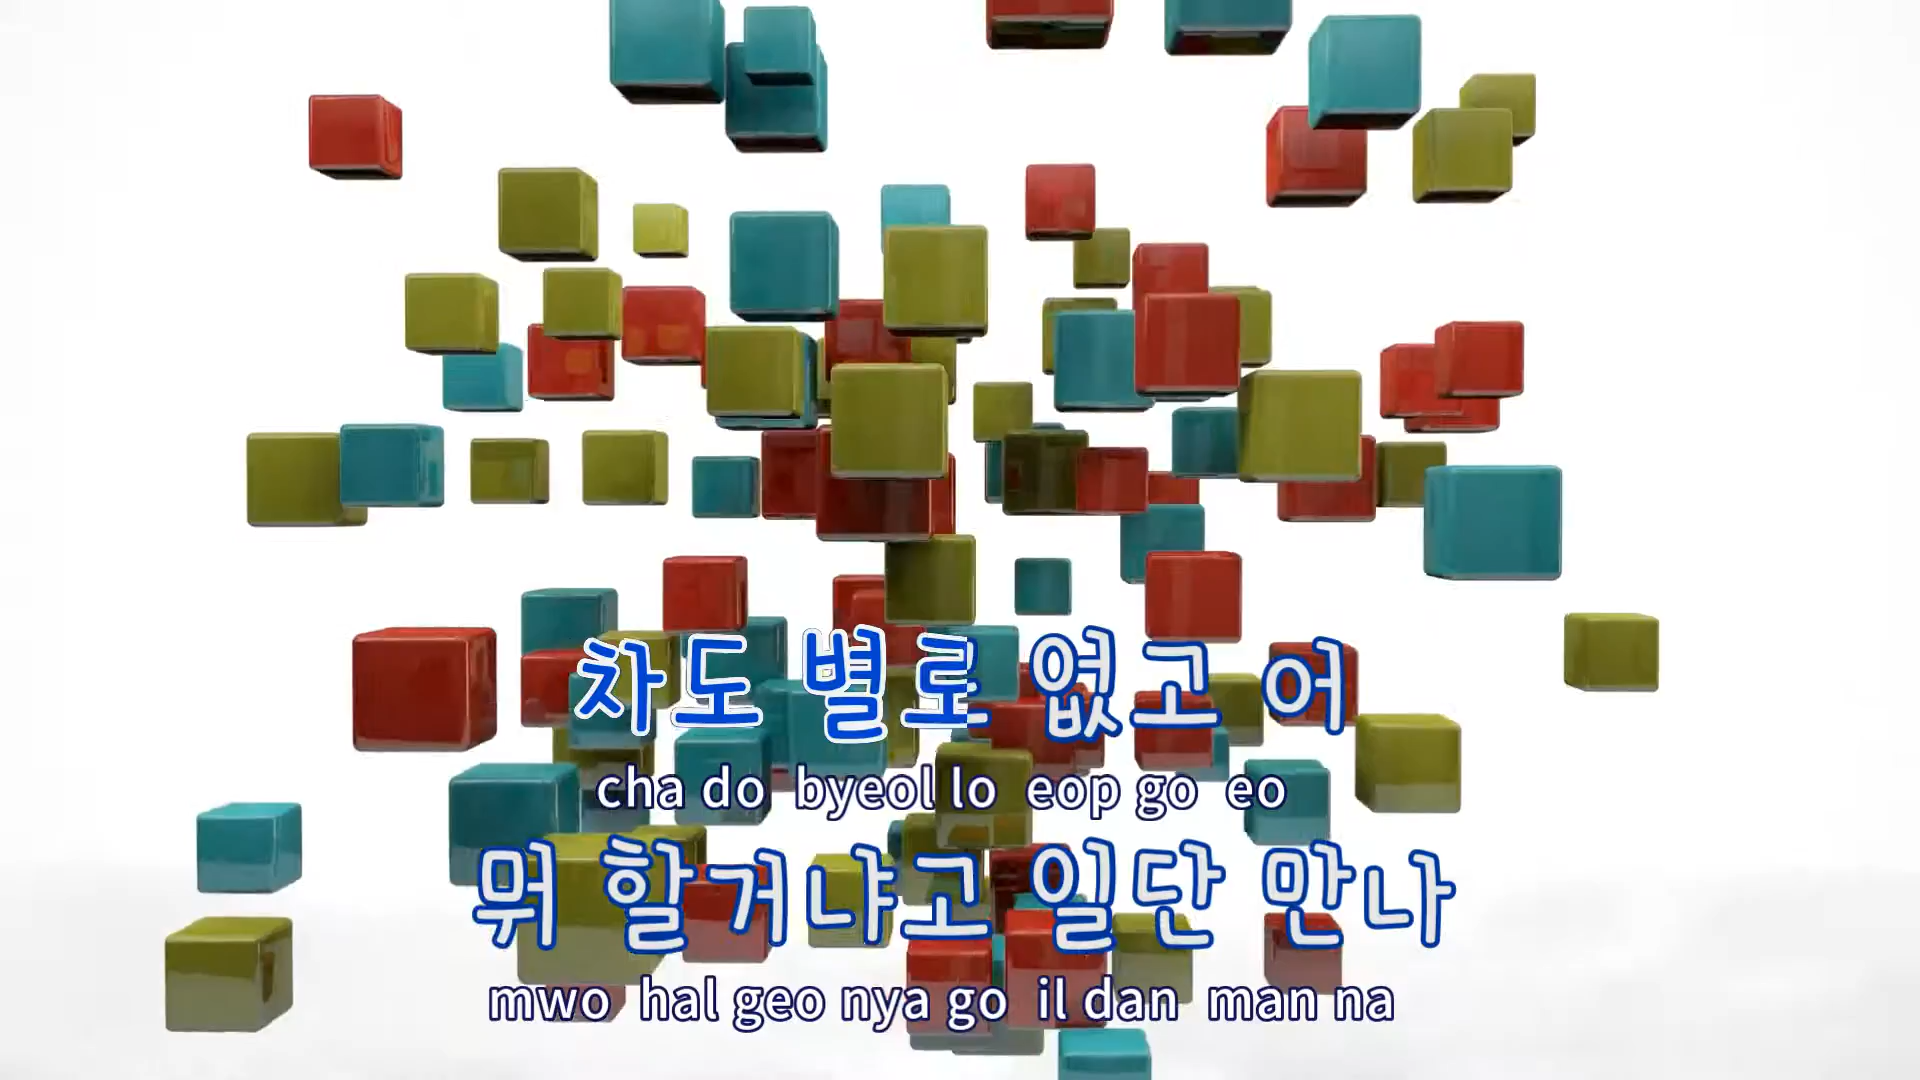 차도 별로 없고 어
cha do byeol lo eop go eo
뭐 할거냐고 일단 만나
mwo hal geo nya go il dan man na